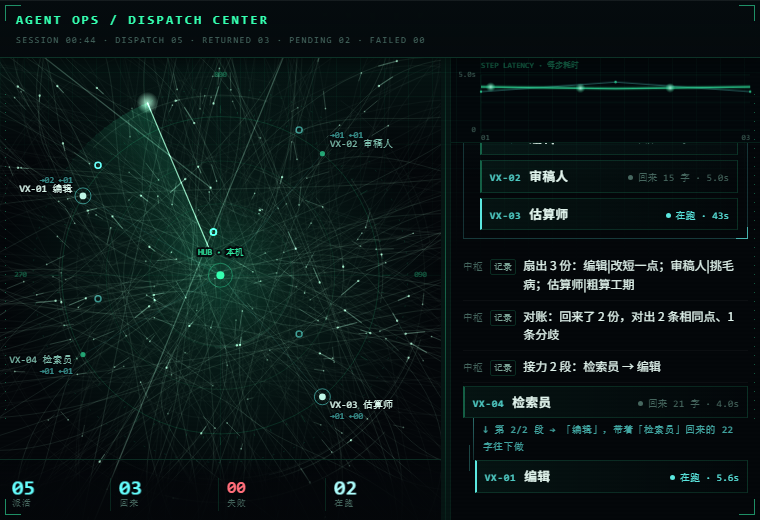 AGENT OPS / DISPATCH CENTER
SESSION 00:44 · DISPATCH 05 · RETURNED 03 · PENDING 02 · FAILED 00
000
→01 ←01
VX-02 审稿人
→02 ←01
VX-01 编辑
HUB · 本机
270
090
VX-04 检索员
→01 ←01
VX-03 估算师
→01 ←00
05
派活
03
回来
00
失败
02
在跑
STEP LATENCY · 每步耗时
5.0s
0
01
03
VX-02 审稿人
回来 15 字 · 5.0s
VX-03 估算师
在跑 · 43s
中枢 记录 扇出 3 份：编辑|改短一点；审稿人|挑毛
病；估算师|粗算工期
中枢 记录 对账：回来了 2 份，对出 2 条相同点、1
条分歧
中枢 记录 接力 2 段：检索员 → 编辑
VX-04 检索员
回来 21 字 · 4.0s
↓ 第 2/2 段 → 「编辑」，带着「检索员」回来的 22
字往下做
VX-01 编辑
在跑 · 5.6s